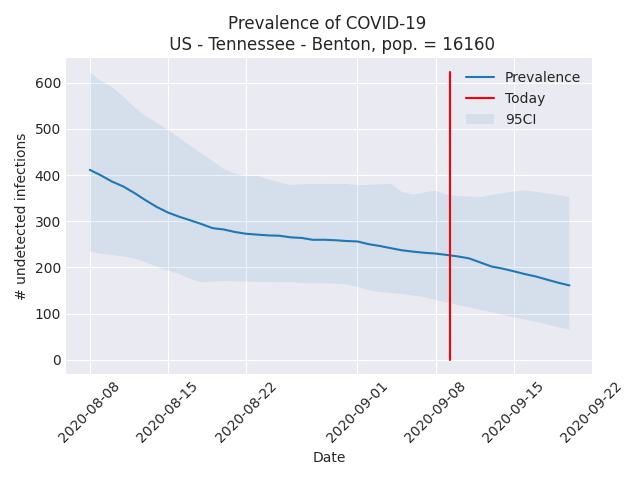 Prevalence of COVID-19
US - Tennessee - Benton, pop. = 16160
# undetected infections
600
500
400
300
200
100
0
Prevalence
Today
95CI
2020-08-08
2020-08-15
2020-08-22
2020-09-01
2020-09-08
2020-09-15
2020-09-22
Date